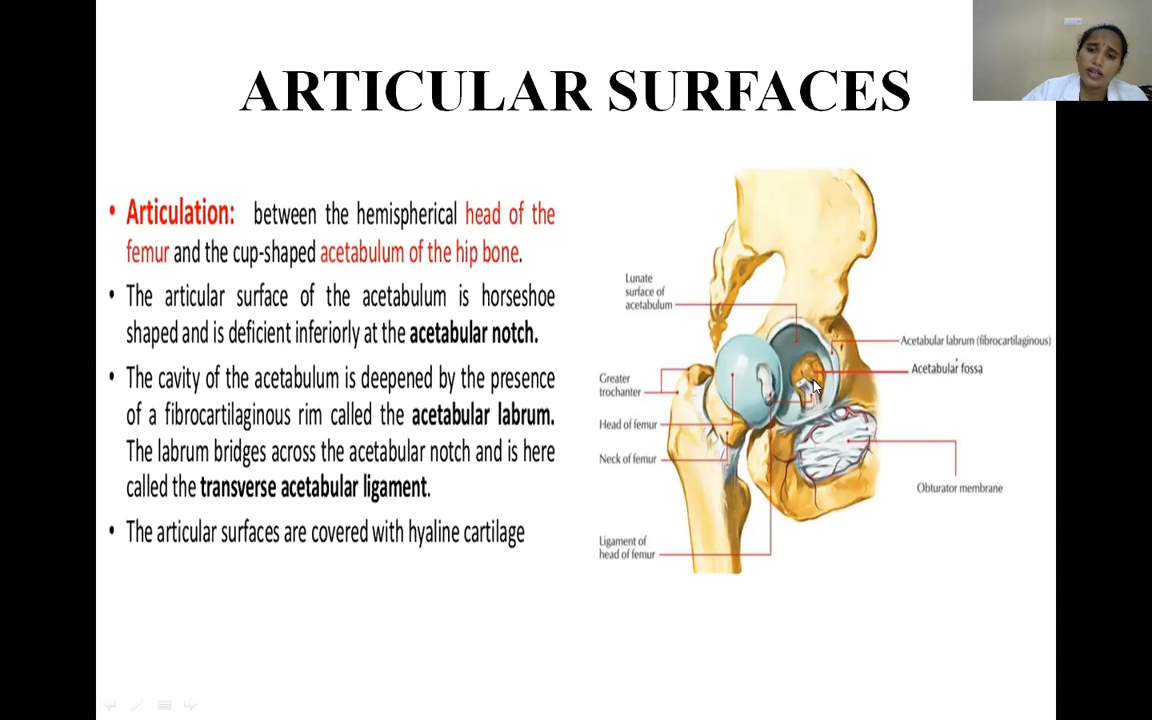 ARTICULAR SURFACES
• Articulation: between the hemispherical head of the
femur and the cup-shaped acetabulum of the hip bone.
• The articular surface of the acetabulum is horseshoe
shaped and is deficient inferiorly at the acetabular notch.
• The cavity of the acetabulum is deepened by the presence
of a fibrocartilaginous rim called the acetabular labrum.
The labrum bridges across the acetabular notch and is here
called the transverse acetabular ligament.
• The articular surfaces are covered with hyaline cartilage
Lunate
surface of
acetabulum
Acetabular labrum (fibrocartilaginous)
Acetabular fossa
Greater
trochanter
Head of femur
Neck of femur
Obturator membrane
Ligament of
head of femur